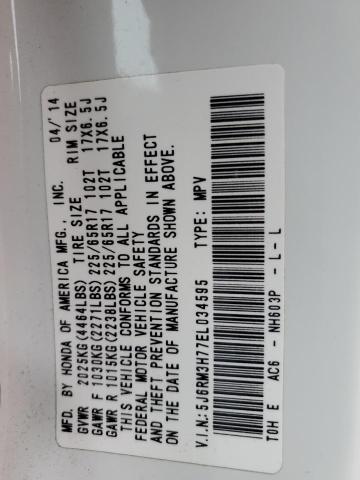 MFD. BY HONDA OF AMERICA MFG., INC. 04/'14
GVWR 2025KG(4464LBS) TIRE SIZE RIM SIZE
GAWR F 1030KG(2271LBS) 225/65R17 102T 17X6.5J
GAWR R 1015KG(2238LBS) 225/65R17 102T 17X6.5J
THIS VEHICLE CONFORMS TO ALL APPLICABLE
FEDERAL MOTOR VEHICLE SAFETY
AND THEFT PREVENTION STANDARDS IN EFFECT
ON THE DATE OF MANUFACTURE SHOWN ABOVE.
V.I.N.:5J6RM3H77EL034595 TYPE: MPV
TOH E AC6 - NH603P - L - L